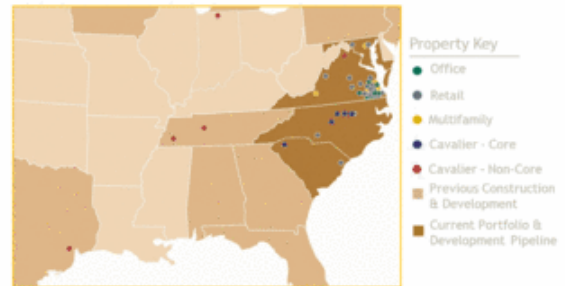 Property Key
Office
Retail
Multifamily
Cavalier - Core
Cavalier - Non-Core
Previous Construction
& Development
Current Portfolio &
Development Pipeline